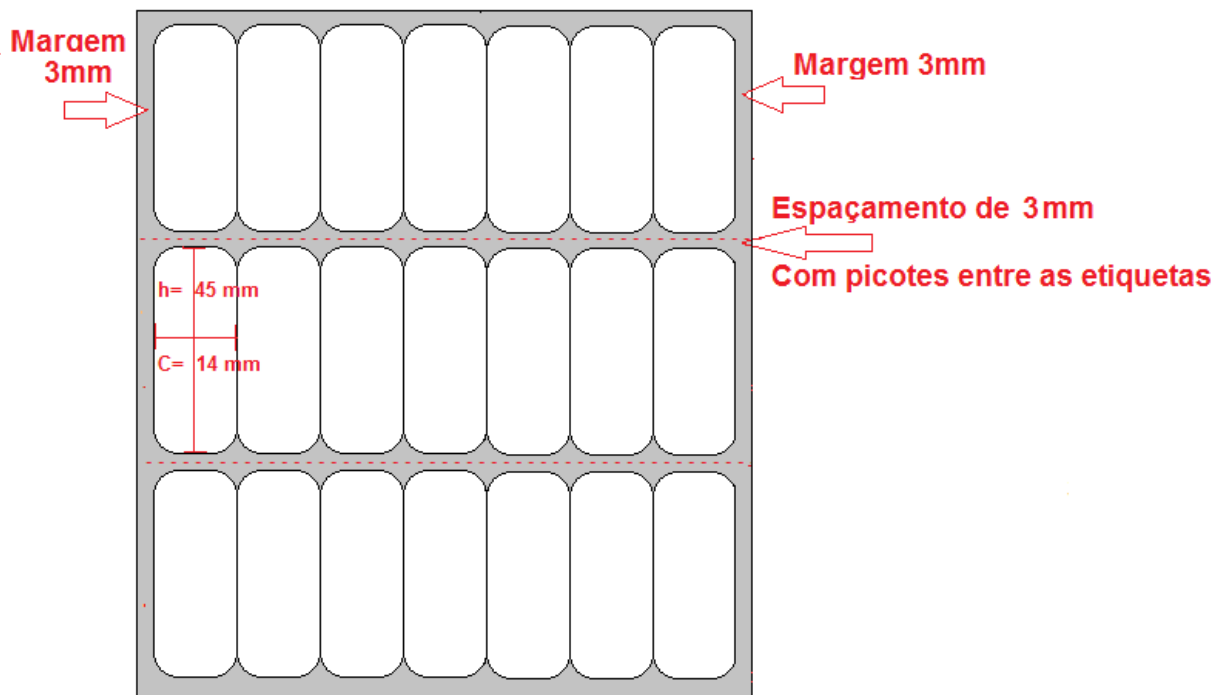 Margem
3mm
Margem 3mm
Espaçamento de 3mm
Com picotes entre as etiquetas
h= 45 mm
C= 14 mm